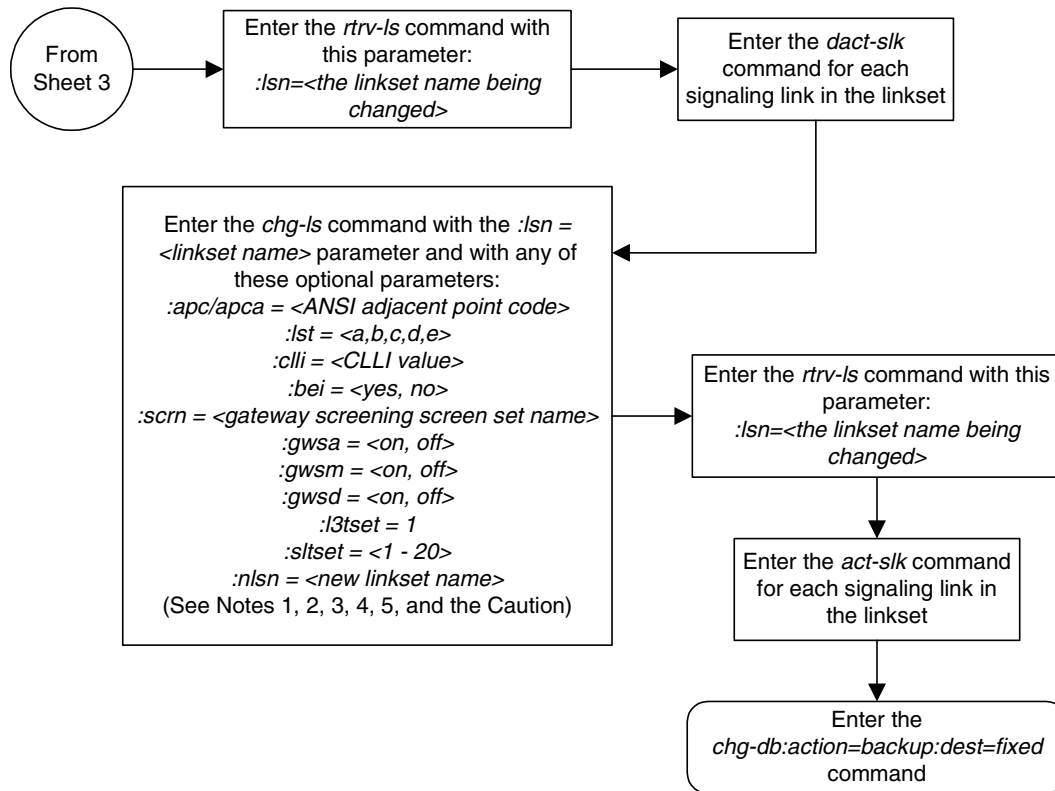 From
Sheet 3
Enter the rtrv-ls command with
this parameter:
:lsn=<the linkset name being
changed>
Enter the dact-slk
command for each
signaling link in the linkset
Enter the chg-ls command with the :lsn =
<linkset name> parameter and with any of
these optional parameters:
:apc/apca = <ANSI adjacent point code>
:lst = <a,b,c,d,e>
:clli = <CLLI value>
:bei = <yes, no>
:scrn = <gateway screening screen set name>
:gwsa = <on, off>
:gwsm = <on, off>
:gwsd = <on, off>
:l3tset = 1
:sltset = <1 - 20>
:nlsn = <new linkset name>
(See Notes 1, 2, 3, 4, 5, and the Caution)
Enter the rtrv-ls command with this
parameter:
:lsn=<the linkset name being
changed>
Enter the act-slk command
for each signaling link in
the linkset
Enter the
chg-db:action=backup:dest=fixed
command